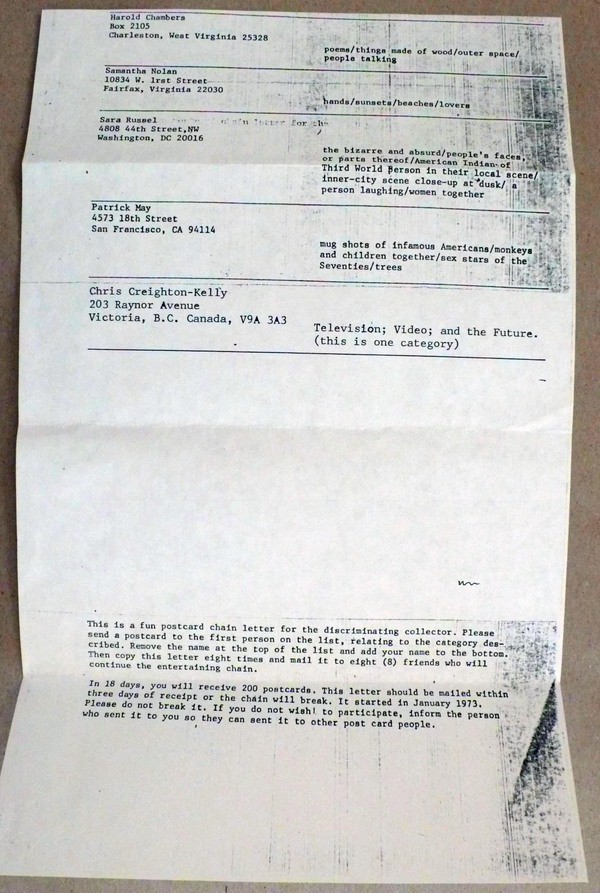 Harold Chambers
Box 2105
Charleston, West Virginia 25328
poems/things made of wood/outer space/
people talking
Samantha Nolan
10834 W. 1rst Street
Fairfax, Virginia 22030
hands/sunsets/beaches/lovers
Sara Russel letter for the
4808 44th Street,NW
Washington, DC 20016
the bizarre and absurd/people's faces,
or parts thereof/American Indian of
Third World person in their local scene/
inner-city scene close-up at dusk/ a
person laughing/women together
Patrick May
4573 18th Street
San Francisco, CA 94114
mug shots of infamous Americans/monkeys
and children together/sex stars of the
Seventies/trees
Chris Creighton-Kelly
203 Raynor Avenue
Victoria, B.C. Canada, V9A 3A3
Television; Video; and the Future.
(this is one category)
This is a fun postcard chain letter for the discriminating collector. Please
send a postcard to the first person on the list, relating to the category des-
cribed. Remove the name at the top of the list and add your name to the bottom.
Then copy this letter eight times and mail it to eight (8) friends who will
continue the entertaining chain.
In 18 days, you will receive 200 postcards. This letter should be mailed within
three days of receipt or the chain will break. It started in January 1973.
Please do not break it. If you do not wish to participate, inform the person
who sent it to you so they can sent it to other post card people.